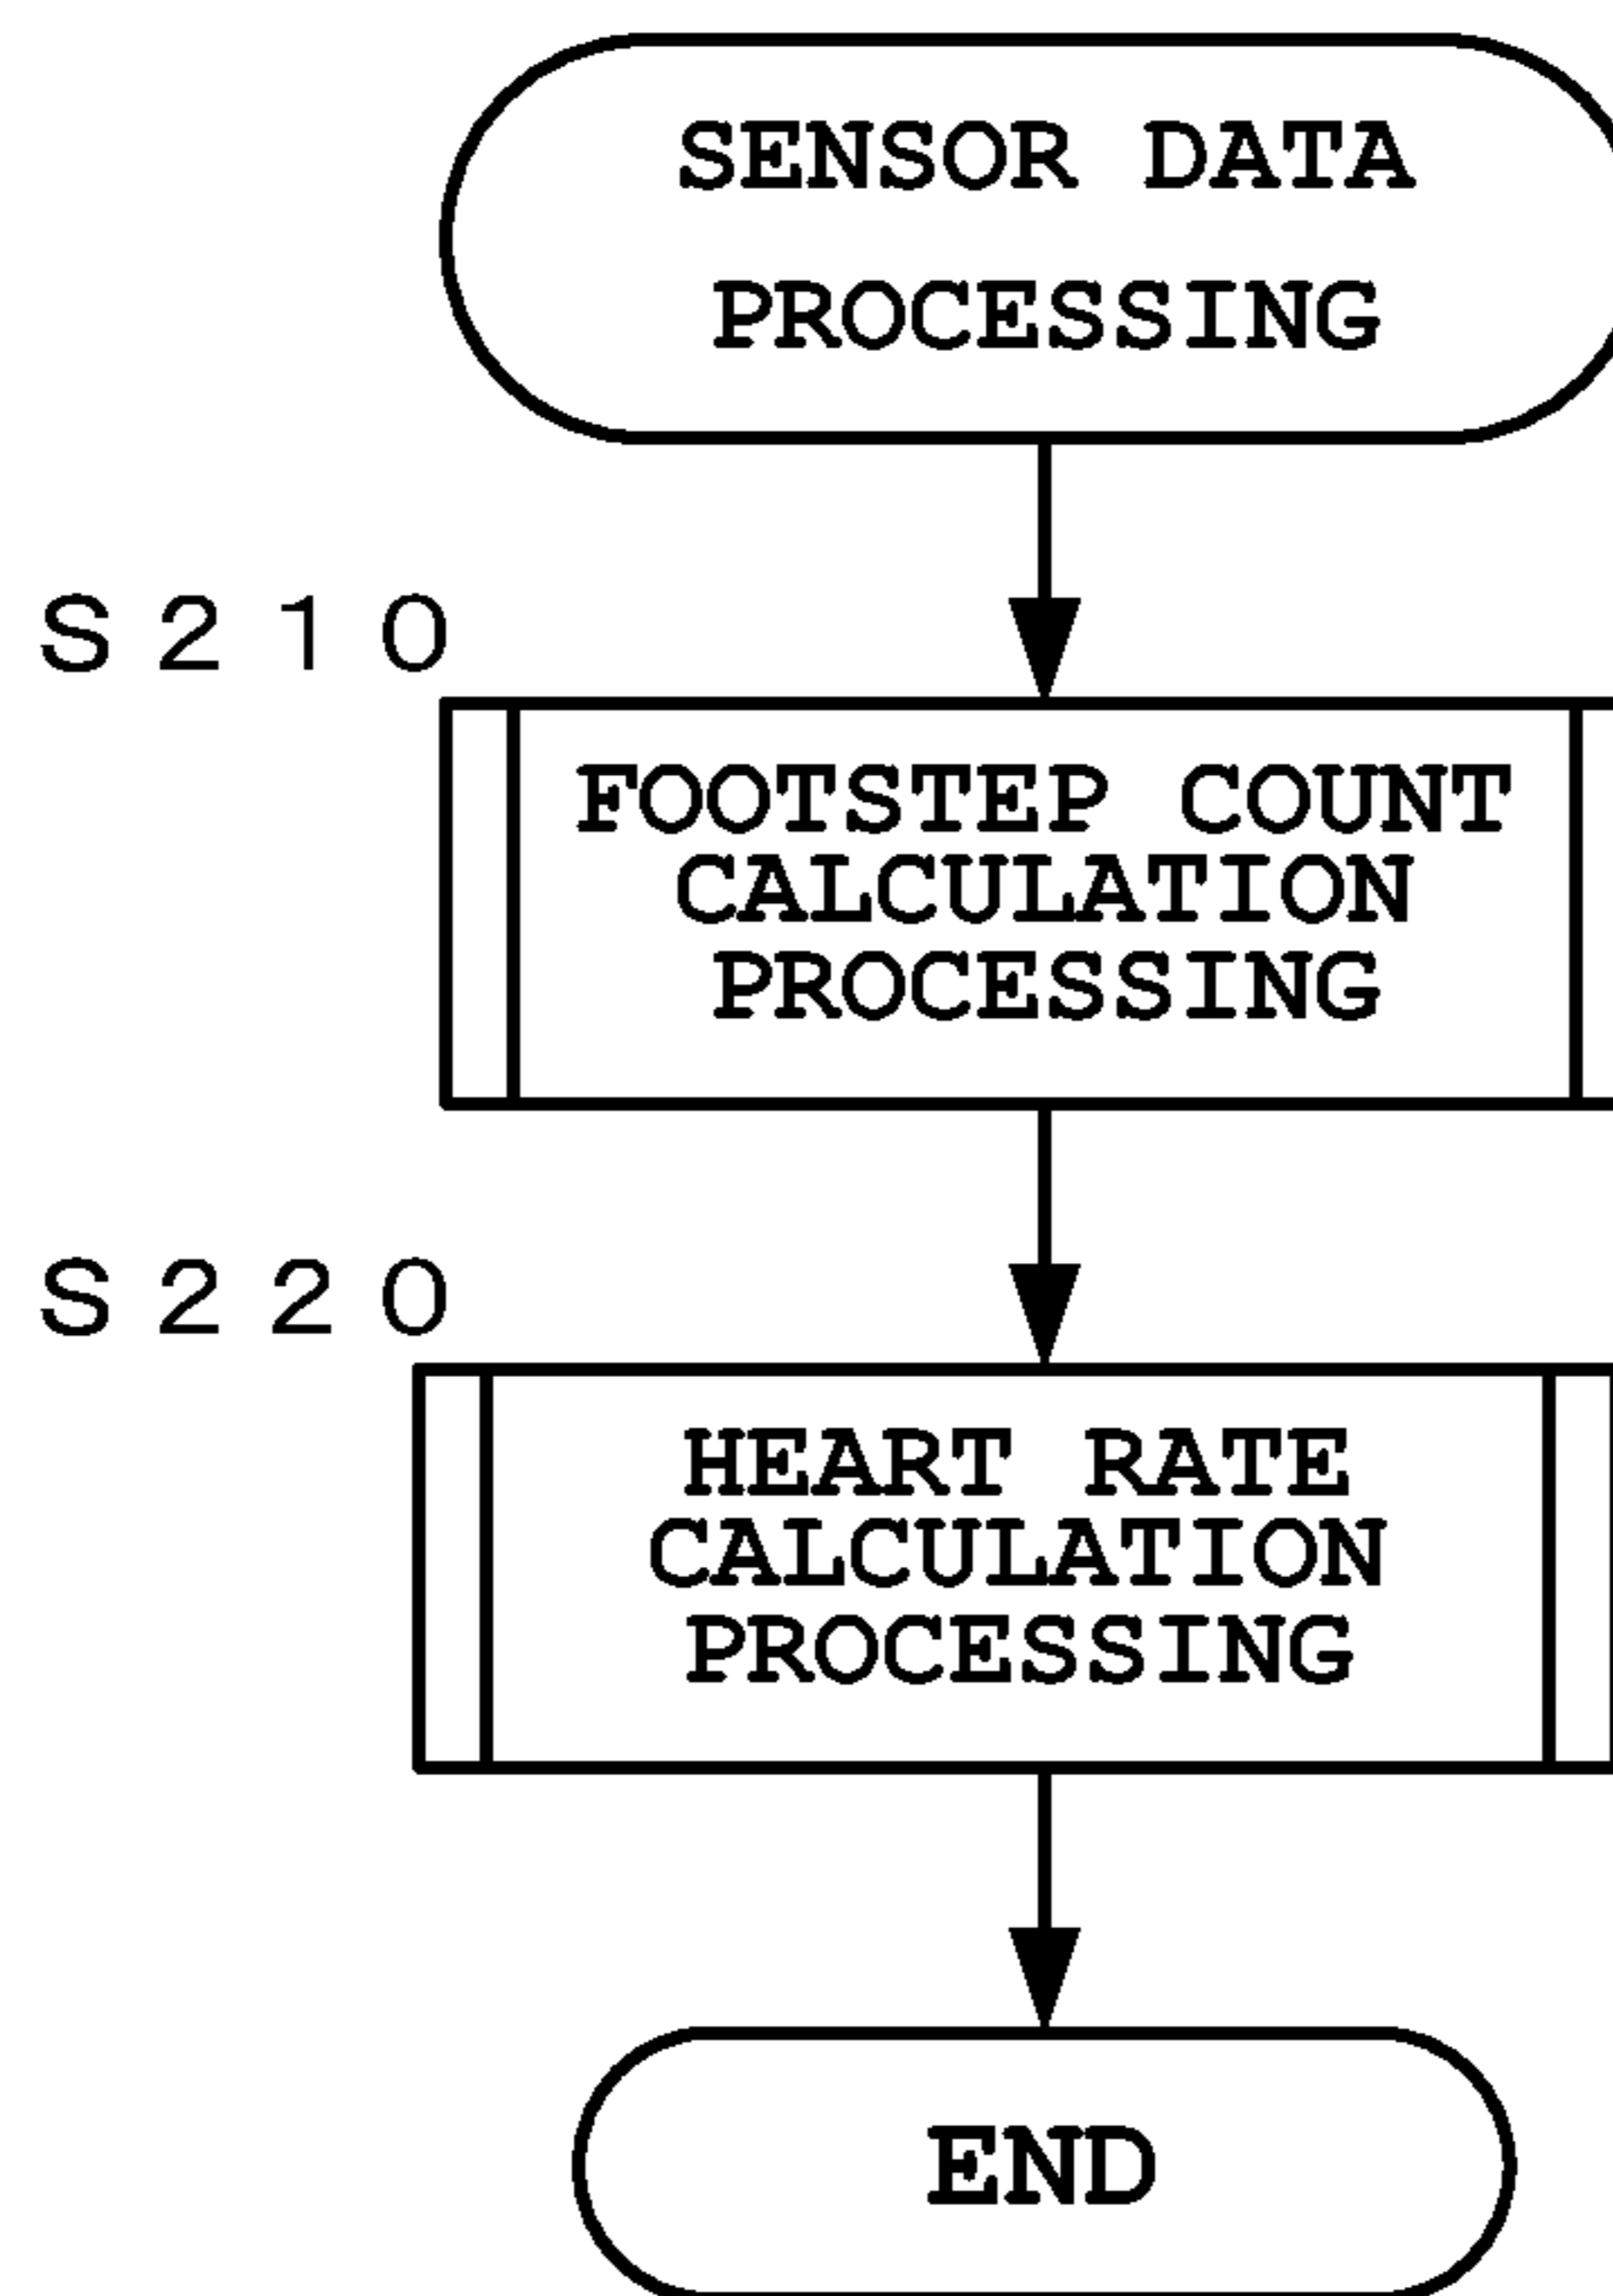 SENSOR DATA
PROCESSING
S210
FOOTSTEP COUNT
CALCULATION
PROCESSING
S220
HEART RATE
CALCULATION
PROCESSING
END